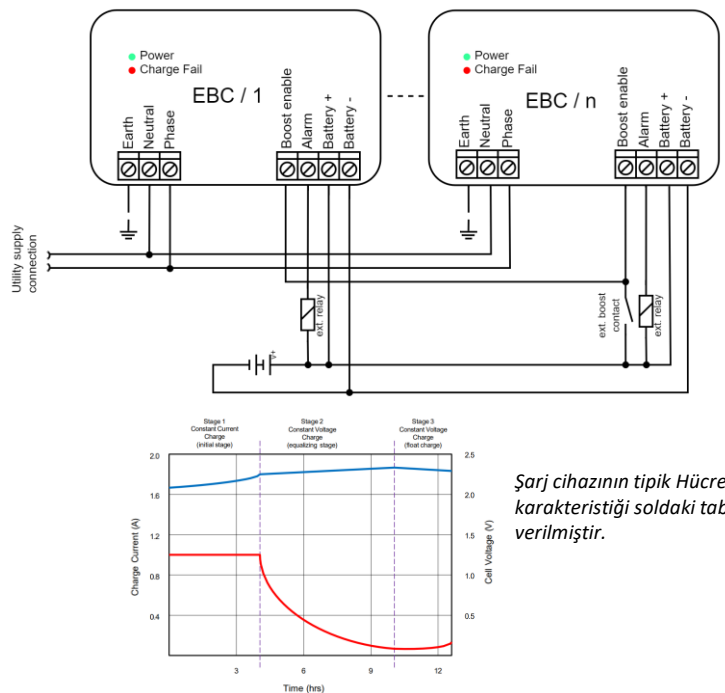 Power
Charge Fail
EBC / 1
Earth
Neutral
Phase
Boost enable
Alarm
Battery +
Battery -
Power
Charge Fail
EBC / n
Earth
Neutral
Phase
Boost enable
Alarm
Battery +
Battery -
Utility supply
connection
ext. relay
ext. boost
contact
ext. relay
V+
Stage 1
Constant Current
Charge
(initial stage)
Stage 2
Constant Voltage
Charge
(equalizing stage)
Stage 3
Constant Voltage
Charge
(float charge)
2.0
1.6
1.2
0.8
0.4
Charge Current (A)
2.5
2.0
1.5
1.0
0.5
Cell Voltage (V)
3
6
9
12
Time (hrs)
Şarj cihazının tipik Hücre
karakteristiği soldaki tab
verilmiştir.